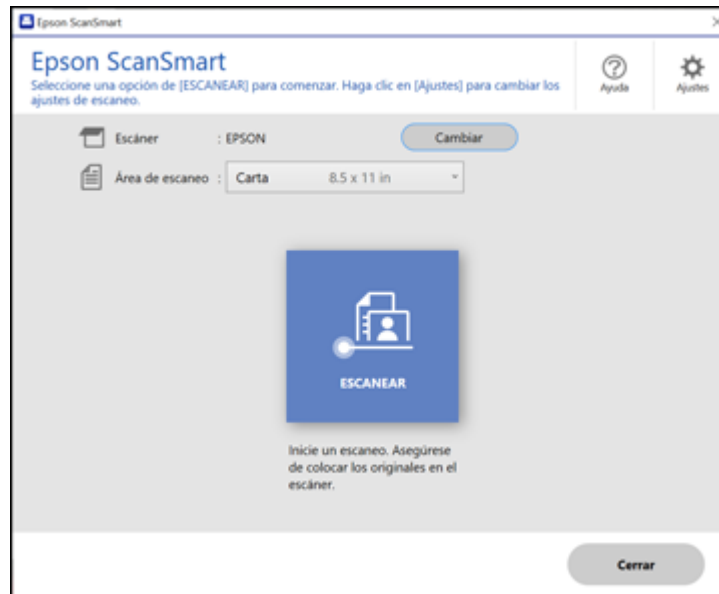 Epson ScanSmart
Epson ScanSmart
Seleccione una opción de [ESCANEAR] para comenzar. Haga clic en [Ajustes] para cambiar los
ajustes de escaneo.
Ayuda
Ajustes
Escáner : EPSON Cambiar
Área de escaneo : Carta 8.5 x 11 in
ESCANEAR
Inicie un escaneo. Asegúrese
de colocar los originales en el
escáner.
Cerrar